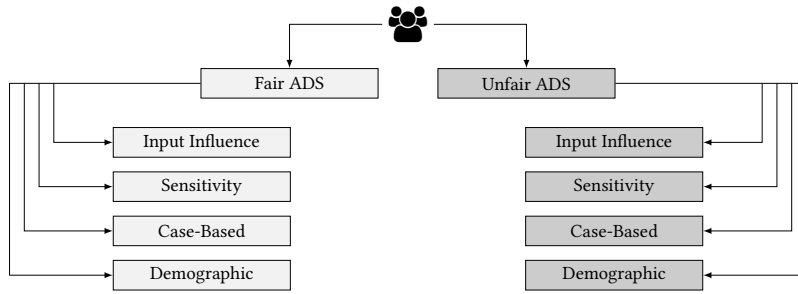 Fair ADS
Unfair ADS
Input Influence
Input Influence
Sensitivity
Sensitivity
Case-Based
Case-Based
Demographic
Demographic